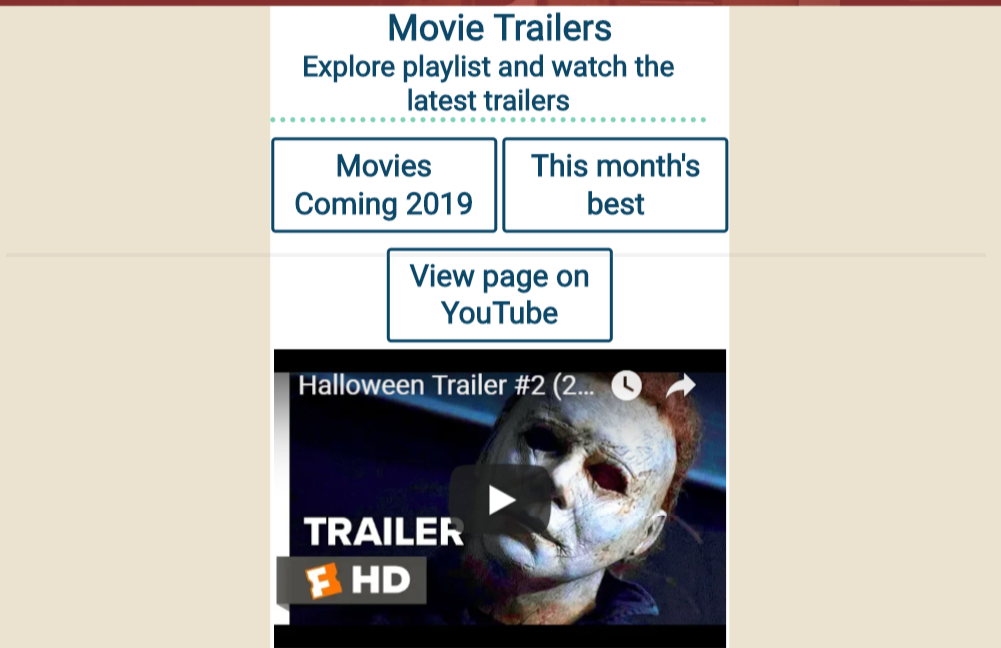 Movie Trailers
Explore playlist and watch the
latest trailers
Movies
Coming 2019
This month's
best
View page on
YouTube
Halloween Trailer #2 (2...
TRAILER
F HD